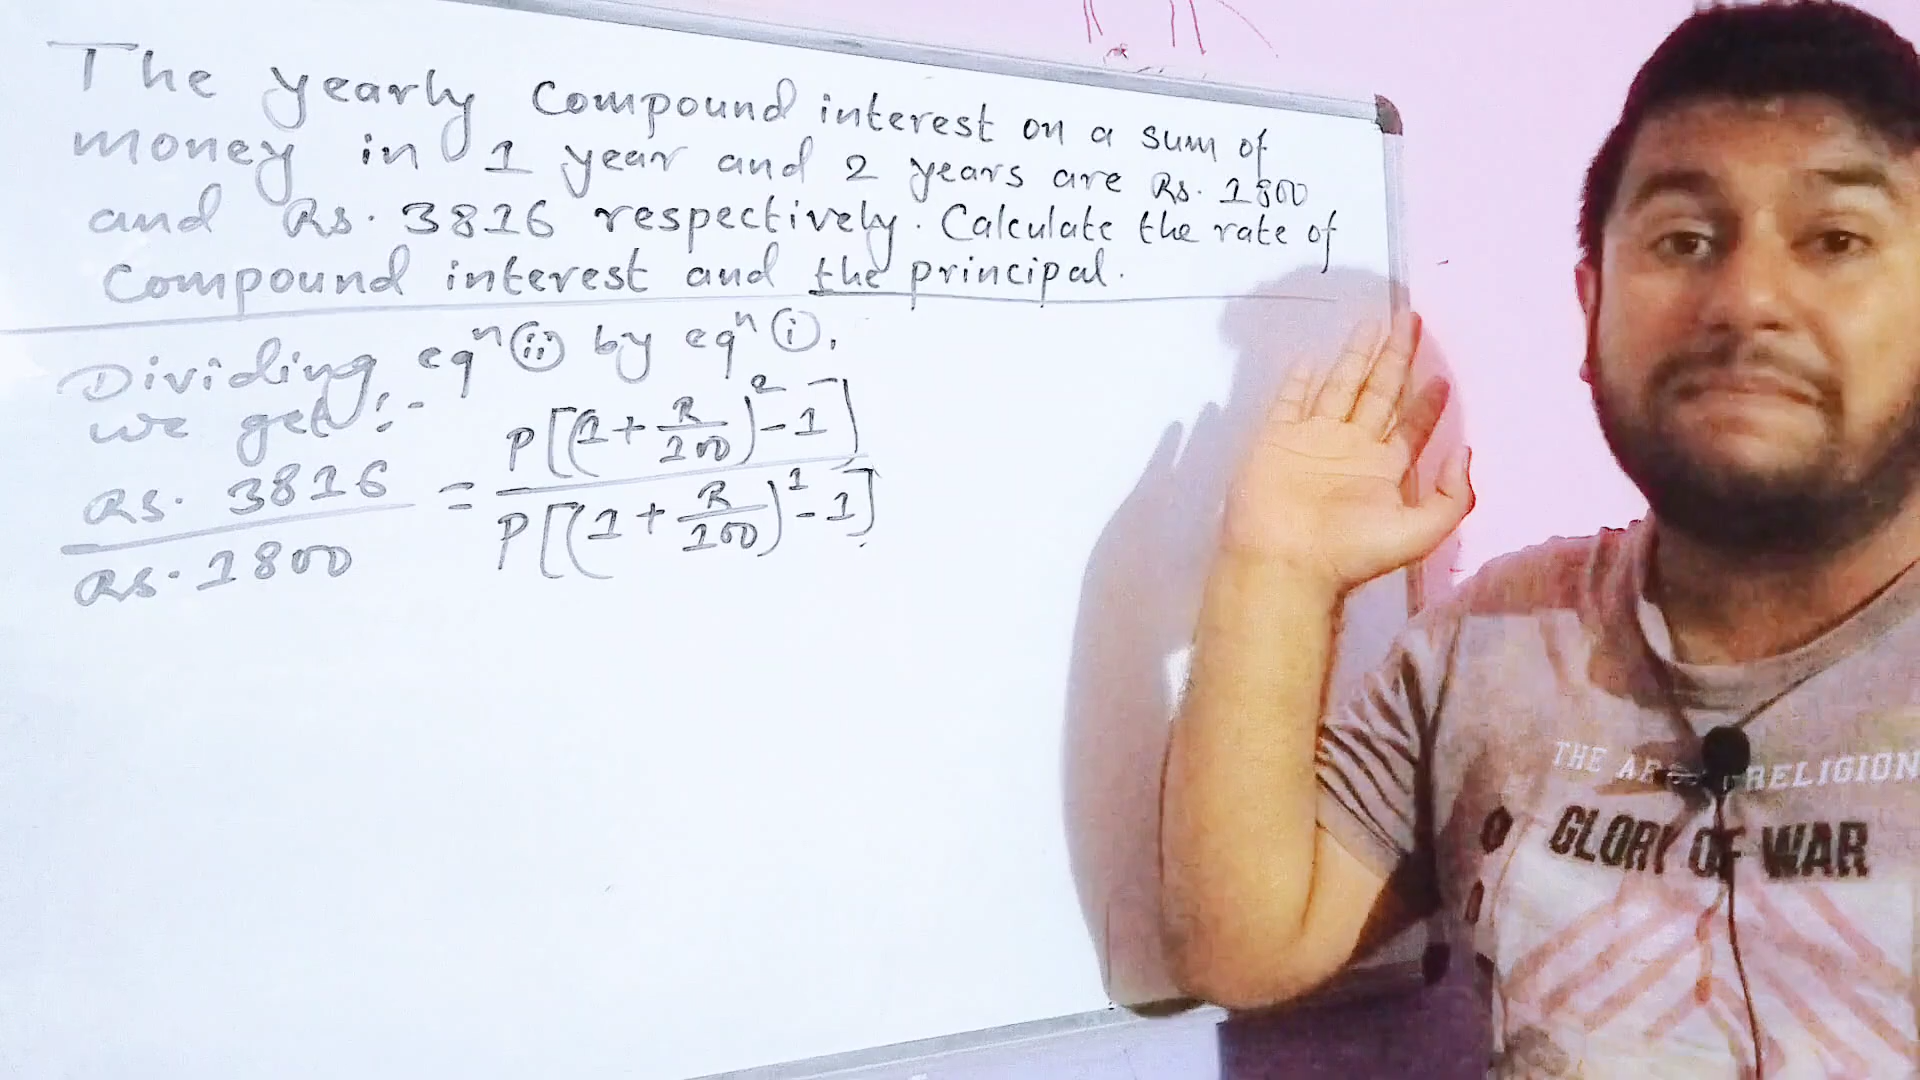 The yearly compound interest on a sum of
money in 1 year and 2 years are Rs. 1800
and Rs. 3816 respectively. Calculate the rate of
compound interest and the principal.
Dividing eqⁿ (ii) by eqⁿ (i),
we get :-
Rs. 3816 / Rs. 1800 = P[(1 + R/100)² - 1] / P[(1 + R/100)¹ - 1]
THE RELIGION
GLORY OF WAR